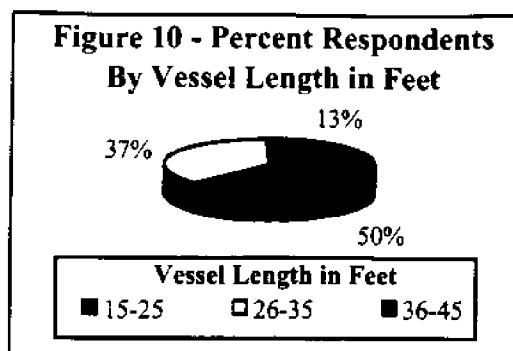 Figure 10 - Percent Respondents
By Vessel Length in Feet
13%
37%
50%
Vessel Length in Feet
15-25 26-35 36-45